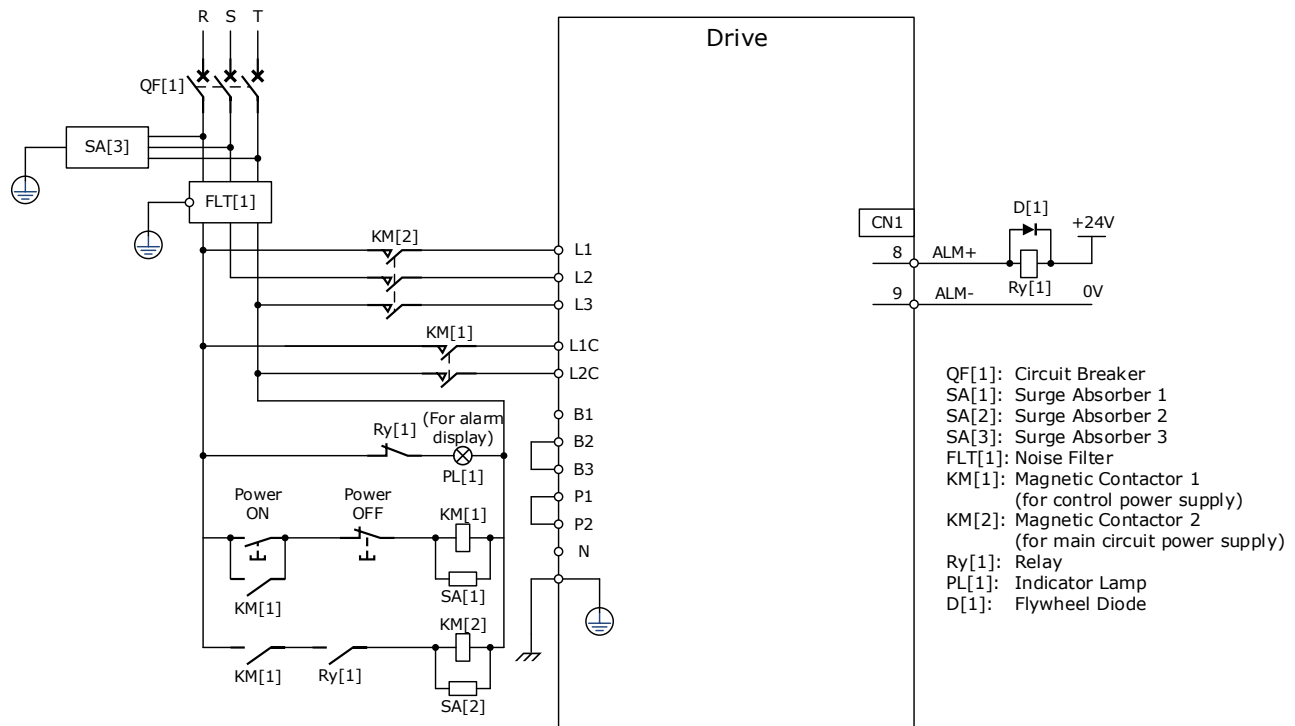 R S T
Drive
QF[1]
SA[3]
FLT[1]
CN1
D[1]
+24V
KM[2]
L1
8 ALM+
L2
Ry[1]
L3
9 ALM-
0V
KM[1]
L1C
L2C
QF[1]: Circuit Breaker
SA[1]: Surge Absorber 1
SA[2]: Surge Absorber 2
SA[3]: Surge Absorber 3
FLT[1]: Noise Filter
KM[1]: Magnetic Contactor 1
(for control power supply)
KM[2]: Magnetic Contactor 2
(for main circuit power supply)
Ry[1]: Relay
PL[1]: Indicator Lamp
D[1]: Flywheel Diode
B1
Ry[1]
(For alarm
display)
B2
PL[1]
B3
Power
ON
Power
OFF
P1
KM[1]
P2
N
SA[1]
KM[1]
KM[2]
KM[1]
Ry[1]
SA[2]